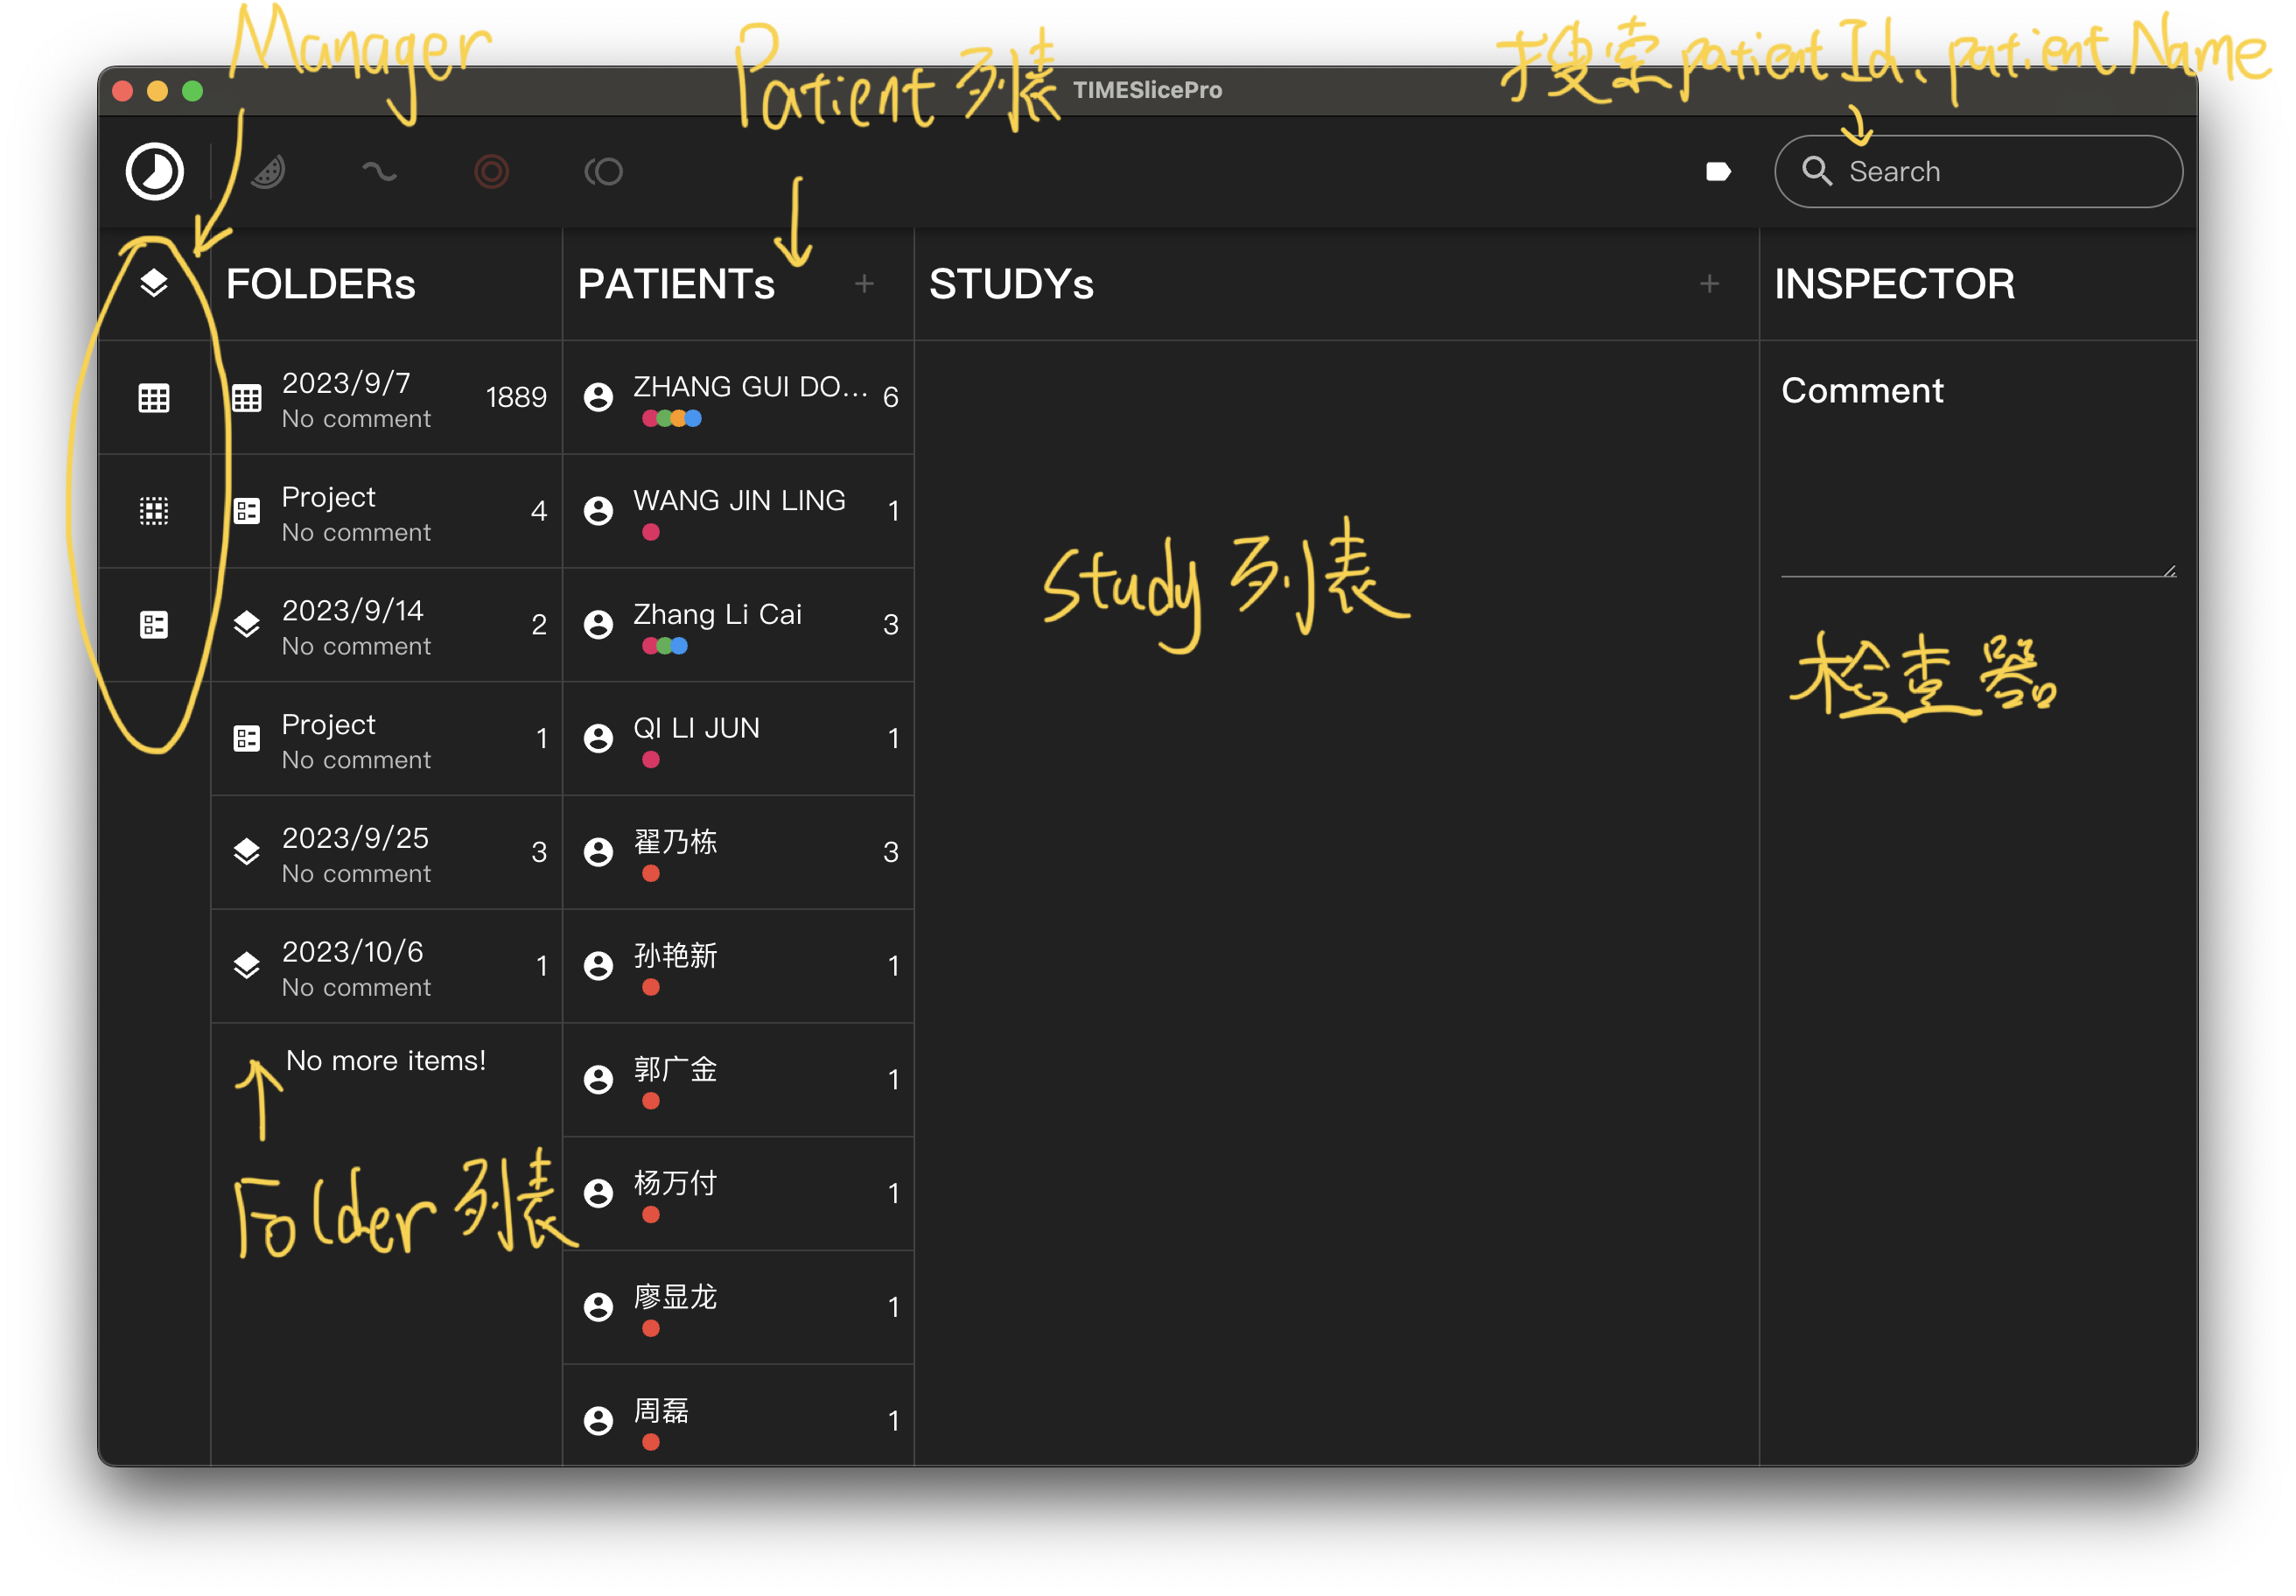 Manager
Patient 列表
搜索 patient Id、patient Name
TIMESlicePro
Search
FOLDERs
PATIENTs
STUDYs
INSPECTOR
2023/9/7
No comment
1889
Project
No comment
4
2023/9/14
No comment
2
Project
No comment
1
2023/9/25
No comment
3
2023/10/6
No comment
1
No more items!
Folder 列表
ZHANG GUI DO...
6
WANG JIN LING
1
Zhang Li Cai
3
QI LI JUN
1
翟乃栋
3
孙艳新
1
郭广金
1
杨万付
1
廖显龙
1
周磊
1
Study 列表
Comment
检查器